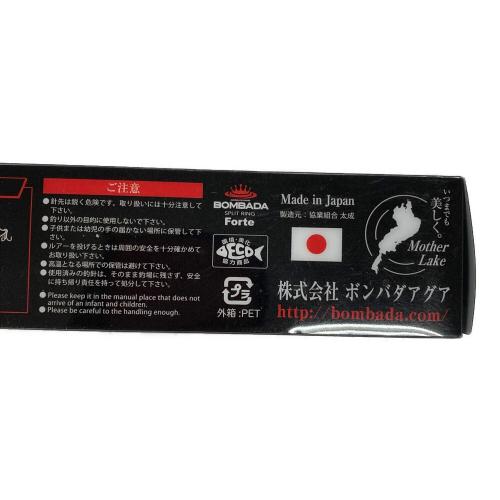 ご注意
●針先は鋭く危険です。取り扱いには十分注意して
下さい。
●釣り以外の目的に使用しないで下さい。
●子供または幼児の手の届かない場所に保管して下
さい。
●ルアーを投げるときは周囲の安全を十分確かめて
お取り扱い下さい。
●高温となる場所での保管は避けて下さい。
●使用済みの釣針は、そのまま釣場に残さず、安全
に持ち帰り責任を持って処分して下さい。
●Please keep it in the manual place that does not
arrive of an infant and children.
●Please be careful to the handling enough.
BOMBADA
SPLIT RING
Forte
環境・美化
ECO
協力商品
プラ
外箱:PET
Made in Japan
製造元:協業組合 太成
いつまでも
美しく。
Mother
Lake
株式会社 ボンバダアグア
http://bombada.com/